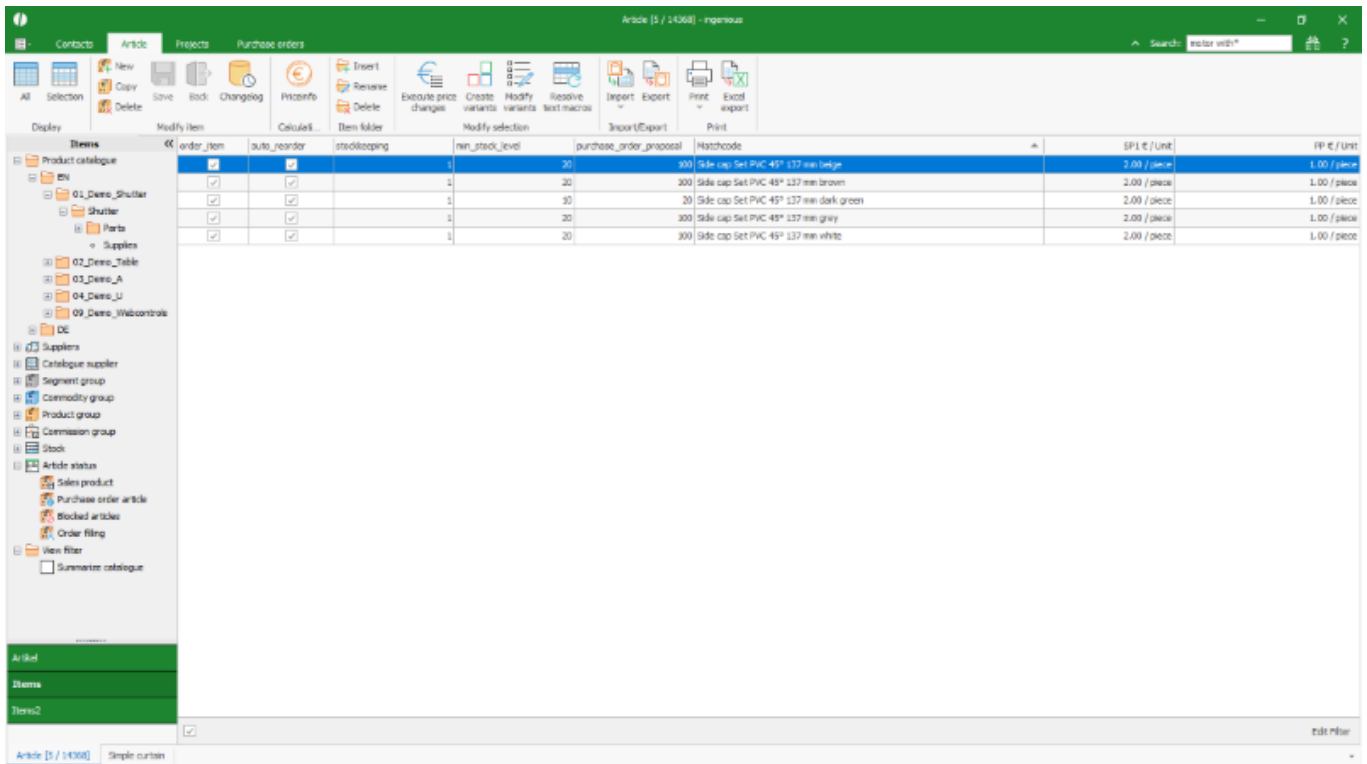 Article [5 / 14368] - ingenious
Contacts Article Projects Purchase orders Search: motor with* ?
All Selection New Copy Delete Save Back Changelog Priceinfo Insert Rename Delete Execute price changes Create variants Modify variants Resolve text macros Import Export Print Excel export
Display Modify item Calculati... Item folder Modify selection Import/Export Print
Items order_item auto_reorder stockkeeping min_stock_level purchase_order_proposal Matchcode SP1 € / Unit PP € / Unit
1 20 100 Side cap Set PVC 45° 137 mm beige 2.00 / piece 1.00 / piece
1 20 100 Side cap Set PVC 45° 137 mm brown 2.00 / piece 1.00 / piece
1 10 20 Side cap Set PVC 45° 137 mm dark green 2.00 / piece 1.00 / piece
1 20 100 Side cap Set PVC 45° 137 mm grey 2.00 / piece 1.00 / piece
1 20 100 Side cap Set PVC 45° 137 mm white 2.00 / piece 1.00 / piece
Product catalogue
EN
01_Demo_Shutter
Shutter
Parts
Supplies
02_Demo_Table
03_Demo_A
04_Demo_U
09_Demo_Webcontrols
DE
Suppliers
Catalogue supplier
Segment group
Commodity group
Product group
Commission group
Stock
Article status
Sales product
Purchase order article
Blocked articles
Order filing
View filter
Summarize catalogue
Artikel
Items
Items2
Edit Filter
Article [5 / 14368] Simple curtain